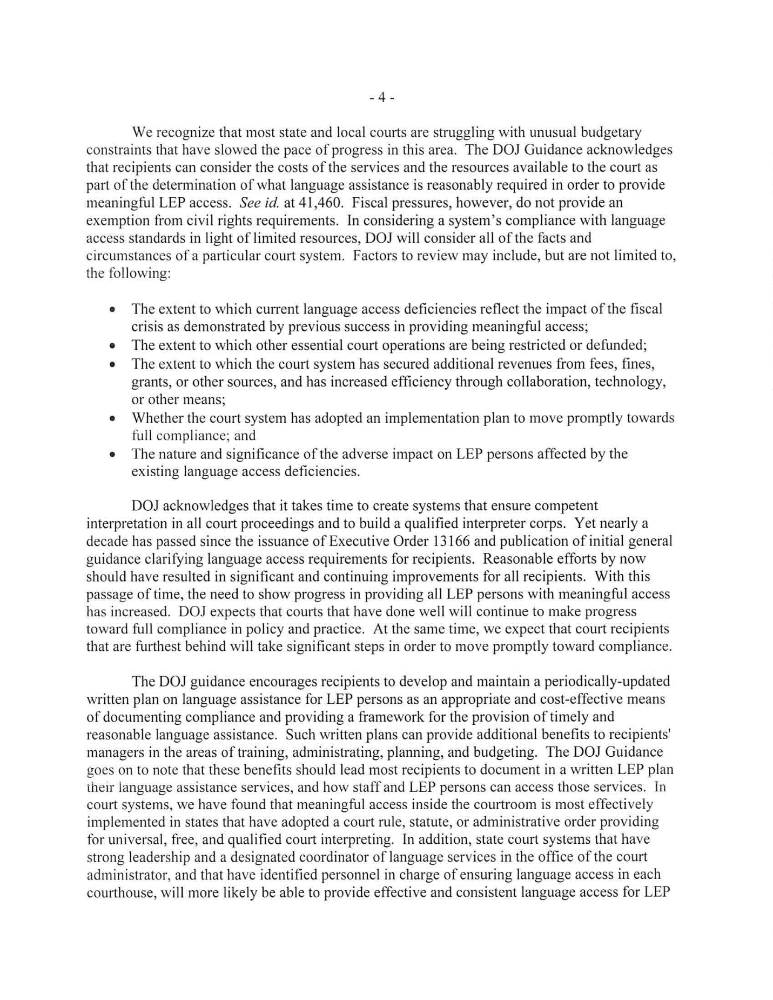 - 4 -
We recognize that most state and local courts are struggling with unusual budgetary
constraints that have slowed the pace of progress in this area.  The DOJ Guidance acknowledges
that recipients can consider the costs of the services and the resources available to the court as
part of the determination of what language assistance is reasonably required in order to provide
meaningful LEP access.  See id. at 41,460.  Fiscal pressures, however, do not provide an
exemption from civil rights requirements.  In considering a system's compliance with language
access standards in light of limited resources, DOJ will consider all of the facts and
circumstances of a particular court system.  Factors to review may include, but are not limited to,
the following:
• The extent to which current language access deficiencies reflect the impact of the fiscal
crisis as demonstrated by previous success in providing meaningful access;
• The extent to which other essential court operations are being restricted or defunded;
• The extent to which the court system has secured additional revenues from fees, fines,
grants, or other sources, and has increased efficiency through collaboration, technology,
or other means;
• Whether the court system has adopted an implementation plan to move promptly towards
full compliance; and
• The nature and significance of the adverse impact on LEP persons affected by the
existing language access deficiencies.
DOJ acknowledges that it takes time to create systems that ensure competent
interpretation in all court proceedings and to build a qualified interpreter corps.  Yet nearly a
decade has passed since the issuance of Executive Order 13166 and publication of initial general
guidance clarifying language access requirements for recipients.  Reasonable efforts by now
should have resulted in significant and continuing improvements for all recipients.  With this
passage of time, the need to show progress in providing all LEP persons with meaningful access
has increased.  DOJ expects that courts that have done well will continue to make progress
toward full compliance in policy and practice.  At the same time, we expect that court recipients
that are furthest behind will take significant steps in order to move promptly toward compliance.
The DOJ guidance encourages recipients to develop and maintain a periodically-updated
written plan on language assistance for LEP persons as an appropriate and cost-effective means
of documenting compliance and providing a framework for the provision of timely and
reasonable language assistance.  Such written plans can provide additional benefits to recipients'
managers in the areas of training, administrating, planning, and budgeting.  The DOJ Guidance
goes on to note that these benefits should lead most recipients to document in a written LEP plan
their language assistance services, and how staff and LEP persons can access those services.  In
court systems, we have found that meaningful access inside the courtroom is most effectively
implemented in states that have adopted a court rule, statute, or administrative order providing
for universal, free, and qualified court interpreting.  In addition, state court systems that have
strong leadership and a designated coordinator of language services in the office of the court
administrator, and that have identified personnel in charge of ensuring language access in each
courthouse, will more likely be able to provide effective and consistent language access for LEP